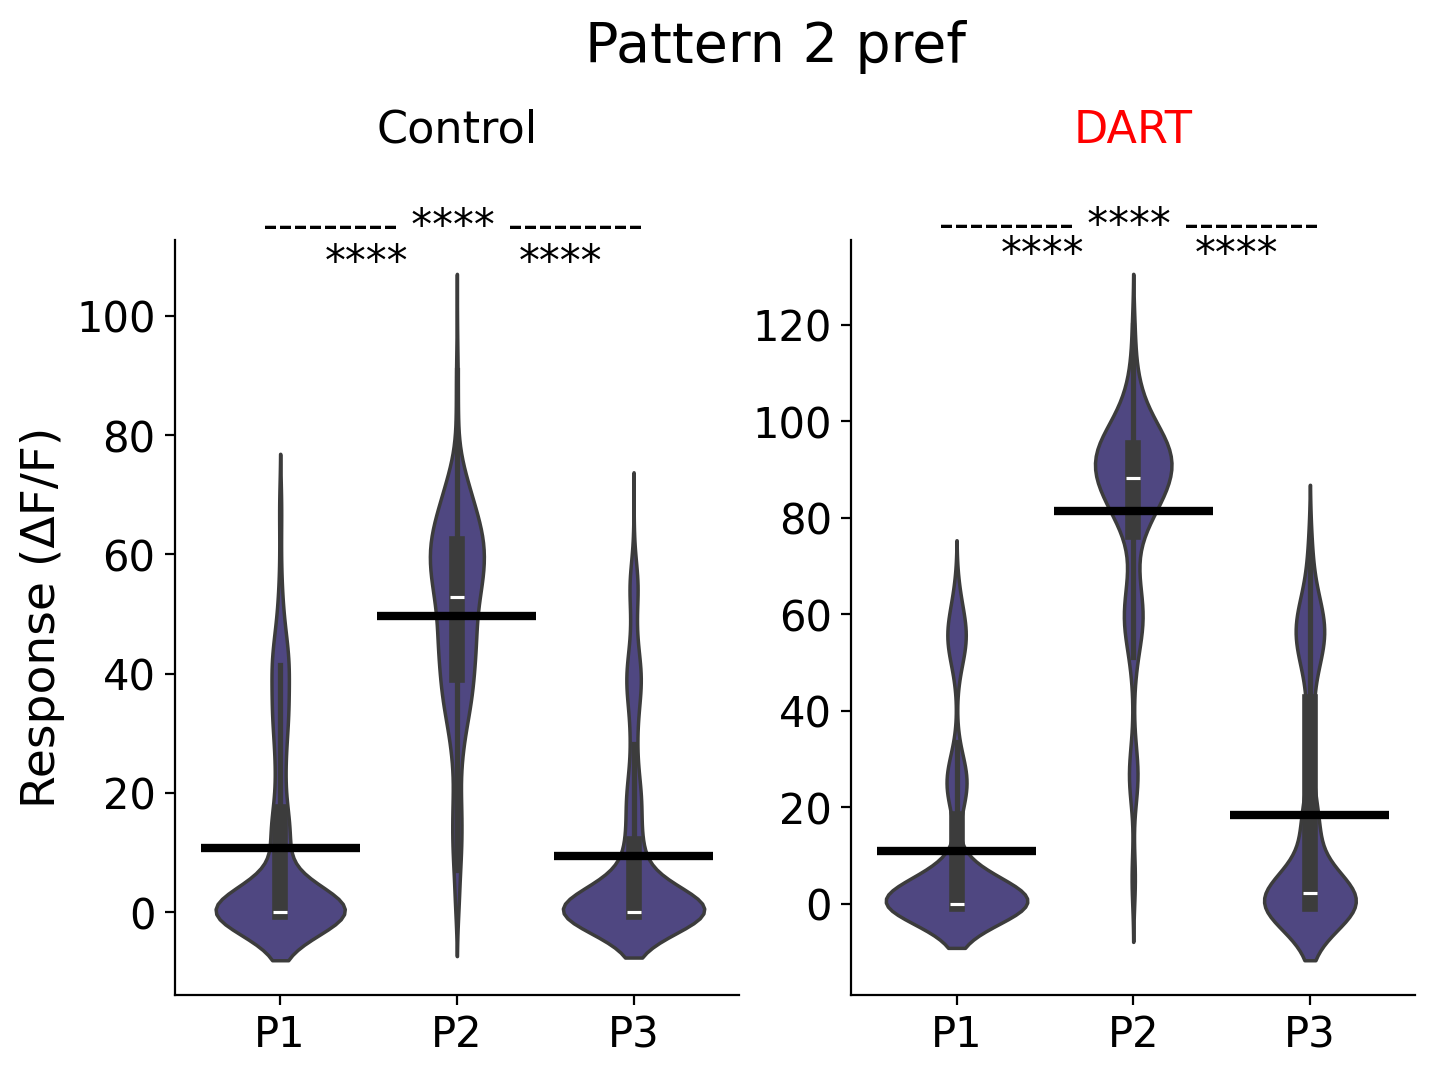 Pattern 2 pref
Control
DART
---------- **** ----------
**** ****
---------- **** ----------
**** ****
Response (ΔF/F)
100
80
60
40
20
0
P1 P2 P3
120
100
80
60
40
20
0
P1 P2 P3